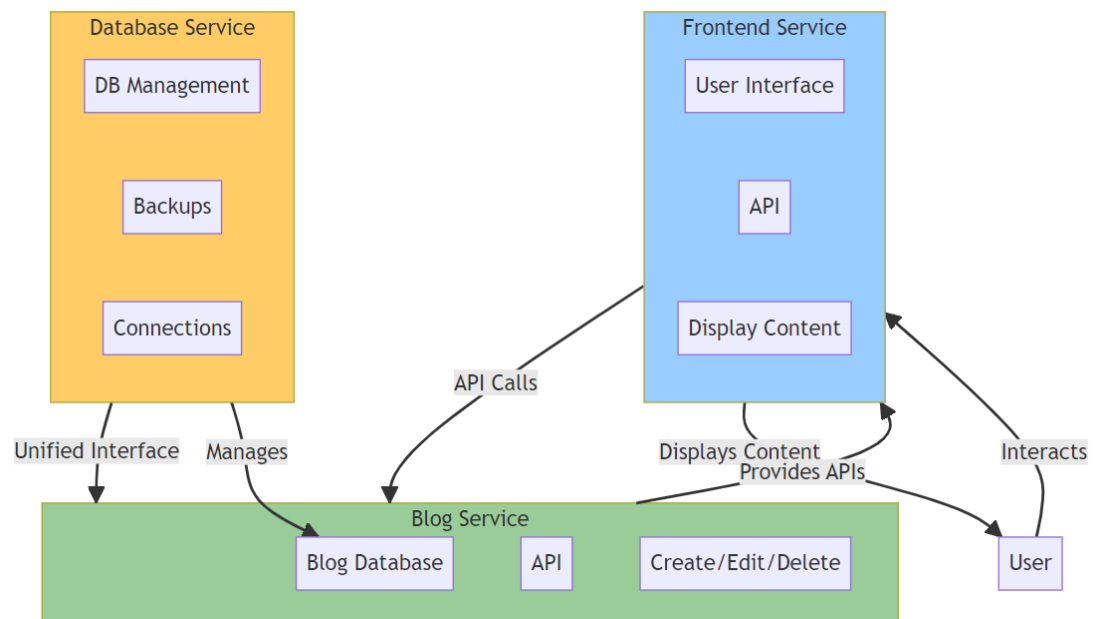 Database Service
DB Management
Backups
Connections
Frontend Service
User Interface
API
Display Content
API Calls
Unified Interface
Manages
Displays Content
Provides APIs
Interacts
Blog Service
Blog Database
API
Create/Edit/Delete
User